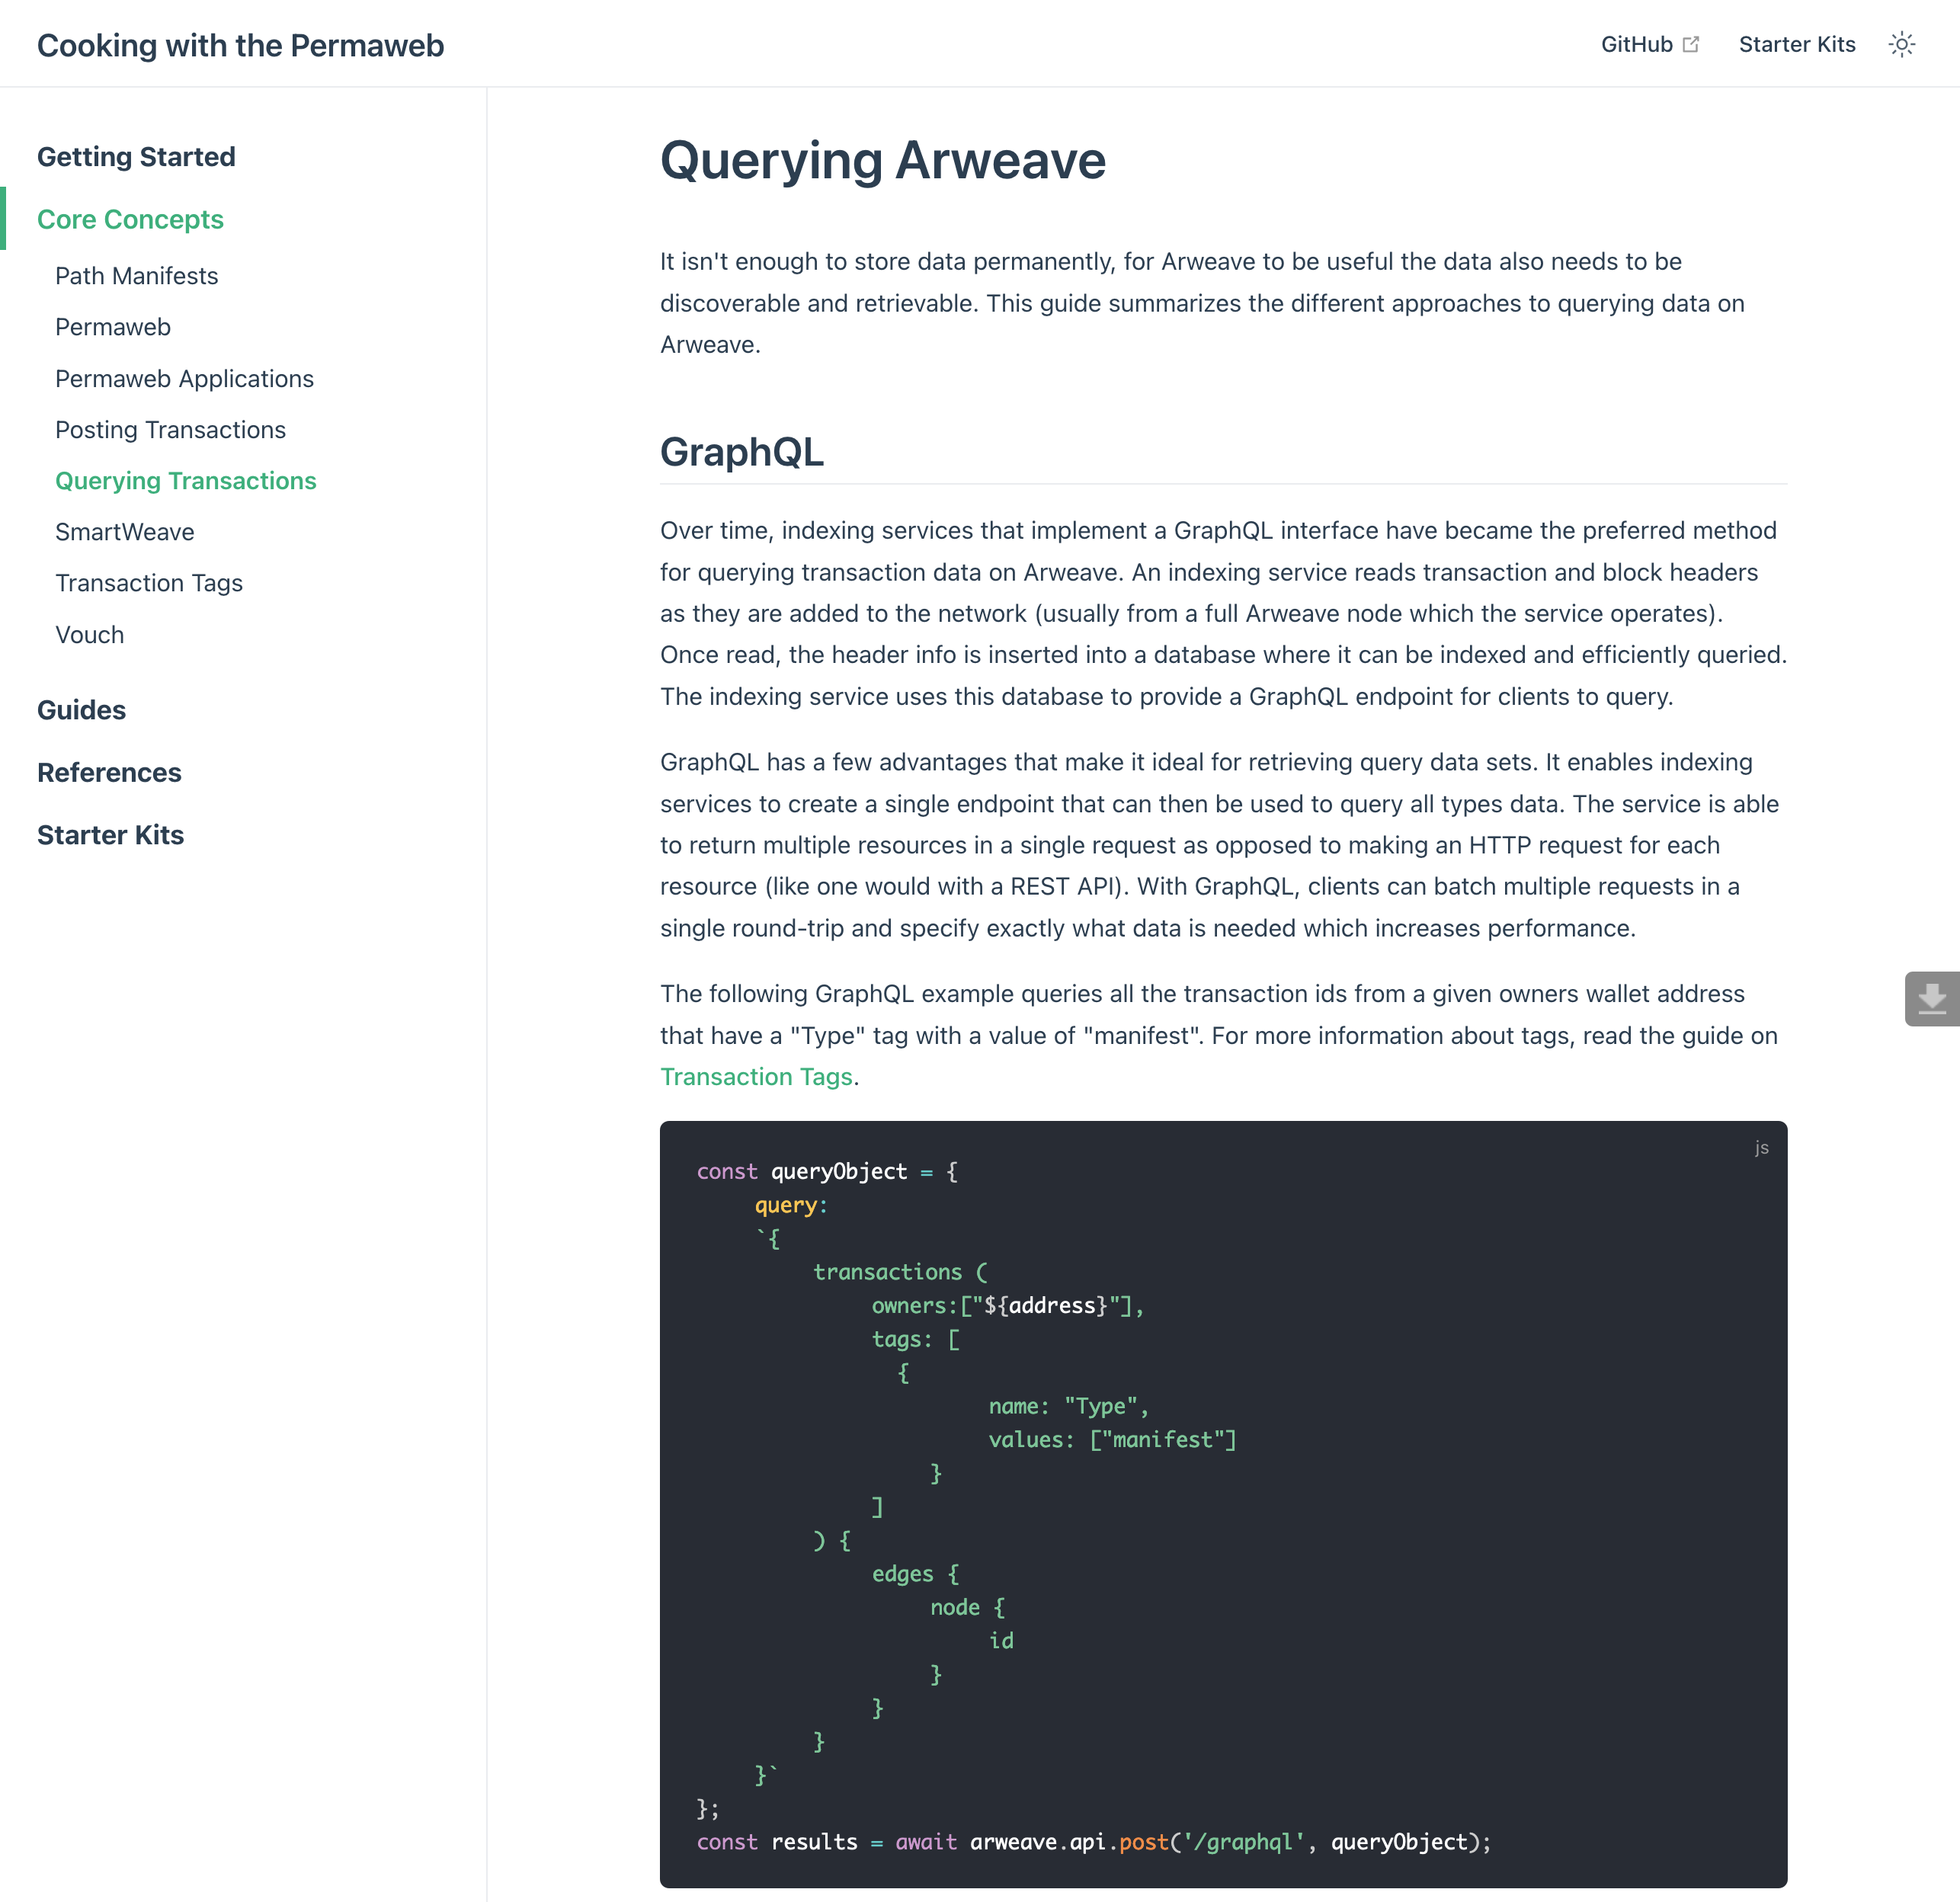 Cooking with the Permaweb
GitHub
Starter Kits
Getting Started
Core Concepts
Path Manifests
Permaweb
Permaweb Applications
Posting Transactions
Querying Transactions
SmartWeave
Transaction Tags
Vouch
Guides
References
Starter Kits
Querying Arweave
It isn't enough to store data permanently, for Arweave to be useful the data also needs to be
discoverable and retrievable. This guide summarizes the different approaches to querying data on
Arweave.
GraphQL
Over time, indexing services that implement a GraphQL interface have became the preferred method
for querying transaction data on Arweave. An indexing service reads transaction and block headers
as they are added to the network (usually from a full Arweave node which the service operates).
Once read, the header info is inserted into a database where it can be indexed and efficiently queried.
The indexing service uses this database to provide a GraphQL endpoint for clients to query.
GraphQL has a few advantages that make it ideal for retrieving query data sets. It enables indexing
services to create a single endpoint that can then be used to query all types data. The service is able
to return multiple resources in a single request as opposed to making an HTTP request for each
resource (like one would with a REST API). With GraphQL, clients can batch multiple requests in a
single round-trip and specify exactly what data is needed which increases performance.
The following GraphQL example queries all the transaction ids from a given owners wallet address
that have a "Type" tag with a value of "manifest". For more information about tags, read the guide on
Transaction Tags.
js
const queryObject = {
query:
`{
transactions (
owners:["${address}"],
tags: [
{
name: "Type",
values: ["manifest"]
}
]
) {
edges {
node {
id
}
}
}
}`
};
const results = await arweave.api.post('/graphql', queryObject);